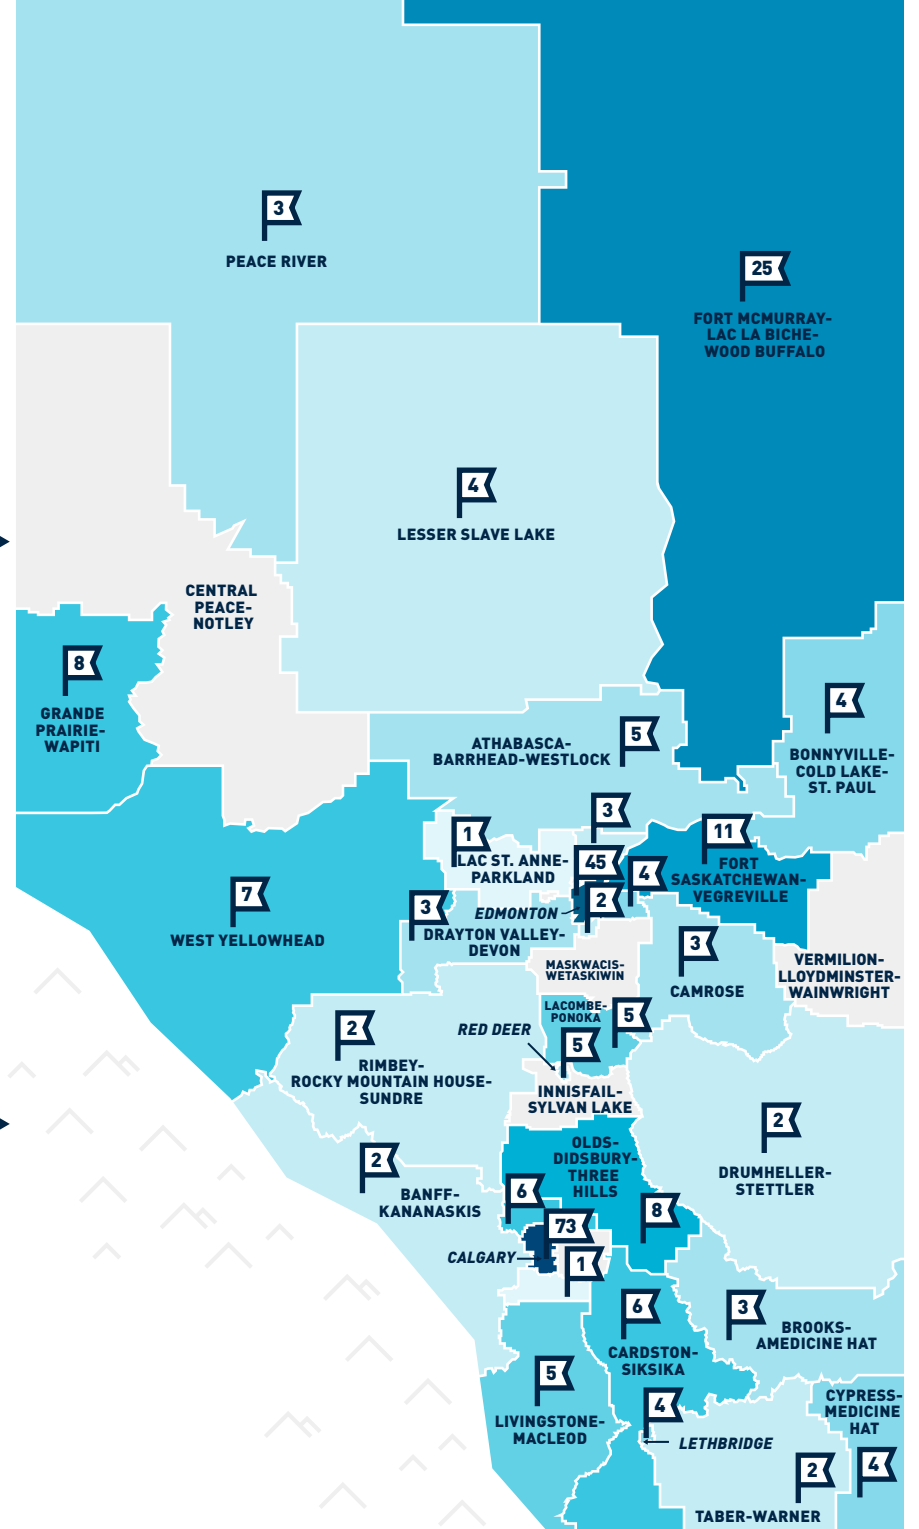 3
PEACE RIVER
25
FORT MCMURRAY-
LAC LA BICHE-
WOOD BUFFALO
4
LESSER SLAVE LAKE
CENTRAL
PEACE-
NOTLEY
8
GRANDE
PRAIRIE-
WAPITI
4
BONNYVILLE-
COLD LAKE-
ST. PAUL
5
ATHABASCA-
BARRHEAD-WESTLOCK
3
1
LAC ST. ANNE-
PARKLAND
11
FORT
SASKATCHEWAN-
VEGREVILLE
45
4
2
EDMONTON
7
WEST YELLOWHEAD
3
DRAYTON VALLEY-
DEVON
3
CAMROSE
VERMILION-
LLOYDMINSTER-
WAINWRIGHT
MASKWACIS-
WETASKIWIN
LACOMBE-
PONOKA
5
RED DEER
5
2
RIMBEY-
ROCKY MOUNTAIN HOUSE-
SUNDRE
INNISFAIL-
SYLVAN LAKE
2
DRUMHELLER-
STETTLER
OLDS-
DIDSBURY-
THREE
HILLS
2
BANFF-
KANANASKIS
6
8
73
CALGARY
1
6
CARDSTON-
SIKSIKA
3
BROOKS-
AMEDICINE HAT
5
LIVINGSTONE-
MACLEOD
4
LETHBRIDGE
CYPRESS-
MEDICINE
HAT
4
2
TABER-WARNER